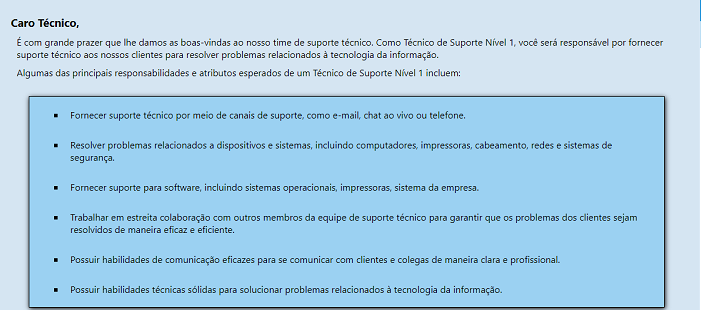 Caro Técnico,
É com grande prazer que lhe damos as boas-vindas ao nosso time de suporte técnico. Como Técnico de Suporte Nível 1, você será responsável por fornecer
suporte técnico aos nossos clientes para resolver problemas relacionados à tecnologia da informação.
Algumas das principais responsabilidades e atributos esperados de um Técnico de Suporte Nível 1 incluem:
▪ Fornecer suporte técnico por meio de canais de suporte, como e-mail, chat ao vivo ou telefone.
▪ Resolver problemas relacionados a dispositivos e sistemas, incluindo computadores, impressoras, cabeamento, redes e sistemas de
segurança.
▪ Fornecer suporte para software, incluindo sistemas operacionais, impressoras, sistema da empresa.
▪ Trabalhar em estreita colaboração com outros membros da equipe de suporte técnico para garantir que os problemas dos clientes sejam
resolvidos de maneira eficaz e eficiente.
▪ Possuir habilidades de comunicação eficazes para se comunicar com clientes e colegas de maneira clara e profissional.
▪ Possuir habilidades técnicas sólidas para solucionar problemas relacionados à tecnologia da informação.